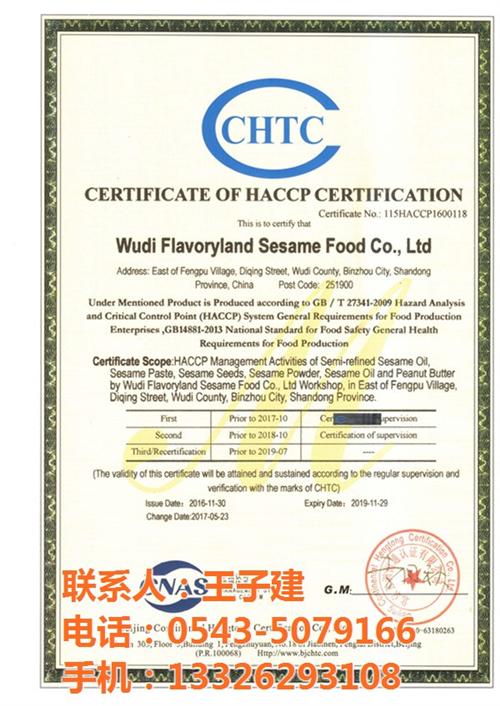 CHTC
CERTIFICATE OF HACCP CERTIFICATION
Certificate No.: 115HACCP1600118
This is to certify that
Wudi Flavoryland Sesame Food Co., Ltd
Address: East of Fengpu Village, Diqing Street, Wudi County, Binzhou City, Shandong
Province, China Post Code: 251900
Under Mentioned Product is Produced according to GB / T 27341-2009 Hazard Analysis
and Critical Control Point (HACCP) System General Requirements for Food Production
Enterprises ,GB14881-2013 National Standard for Food Safety General Health
Requirements for Food Production
Certificate Scope:HACCP Management Activities of Semi-refined Sesame Oil,
Sesame Paste, Sesame Seeds, Sesame Powder, Sesame Oil and Peanut Butter
by Wudi Flavoryland Sesame Food Co., Ltd Workshop, in East of Fengpu Village,
Diqing Street, Wudi County, Binzhou City, Shandong Province.
First Prior to 2017-10
Second Prior to 2018-10 Certification of supervision
Third/Recertification Prior to 2019-07 ----
(The validity of this certificate will be attained and sustained according to the regular supervision and
verification with the marks of CHTC)
Issue Date: 2016-11-30 Expiry Date: 2019-11-29
Change Date:2017-05-23
G.M.
联系人：王子建
电话：0543-5079166
手机：13326293108
(P.R.100068) Http://www.bjchtc.com